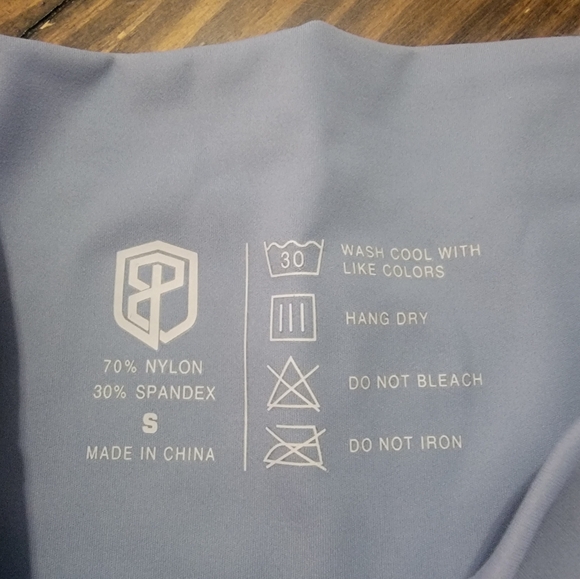 70% NYLON
30% SPANDEX
S
MADE IN CHINA
30
WASH COOL WITH
LIKE COLORS
HANG DRY
DO NOT BLEACH
DO NOT IRON